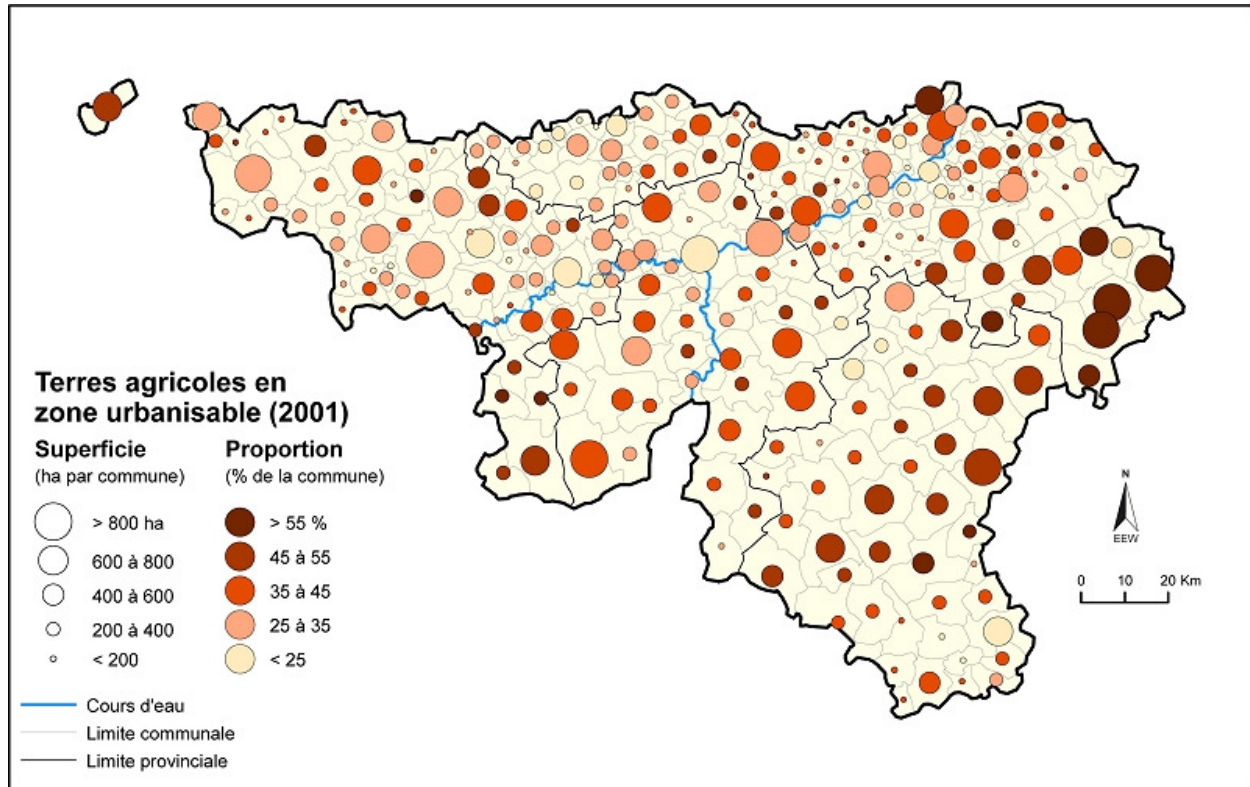 Terres agricoles en
zone urbanisable (2001)
Superficie
(ha par commune)
> 800 ha
600 à 800
400 à 600
200 à 400
< 200
Proportion
(% de la commune)
> 55 %
45 à 55
35 à 45
25 à 35
< 25
Cours d'eau
Limite communale
Limite provinciale
N
EEW
0 10 20 Km